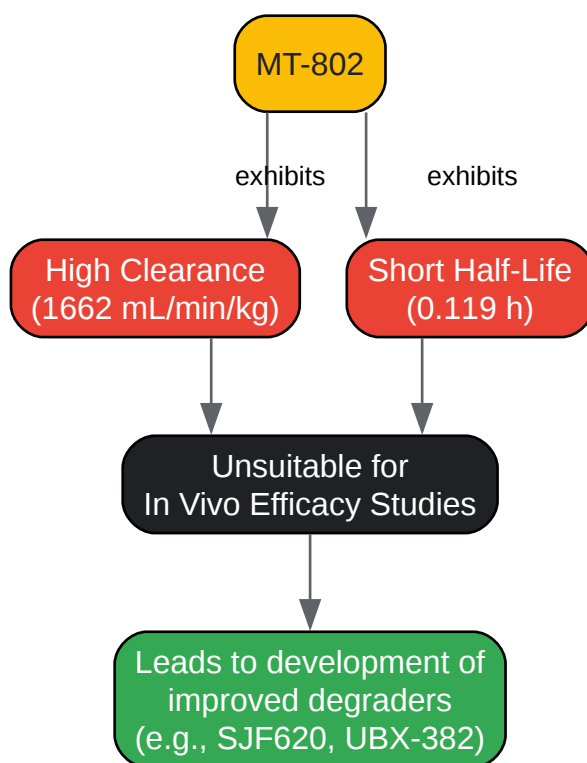 MT-802
exhibits
exhibits
High Clearance
(1662 mL/min/kg)
Short Half-Life
(0.119 h)
Unsuitable for
In Vivo Efficacy Studies
Leads to development of
improved degraders
(e.g., SJF620, UBX-382)